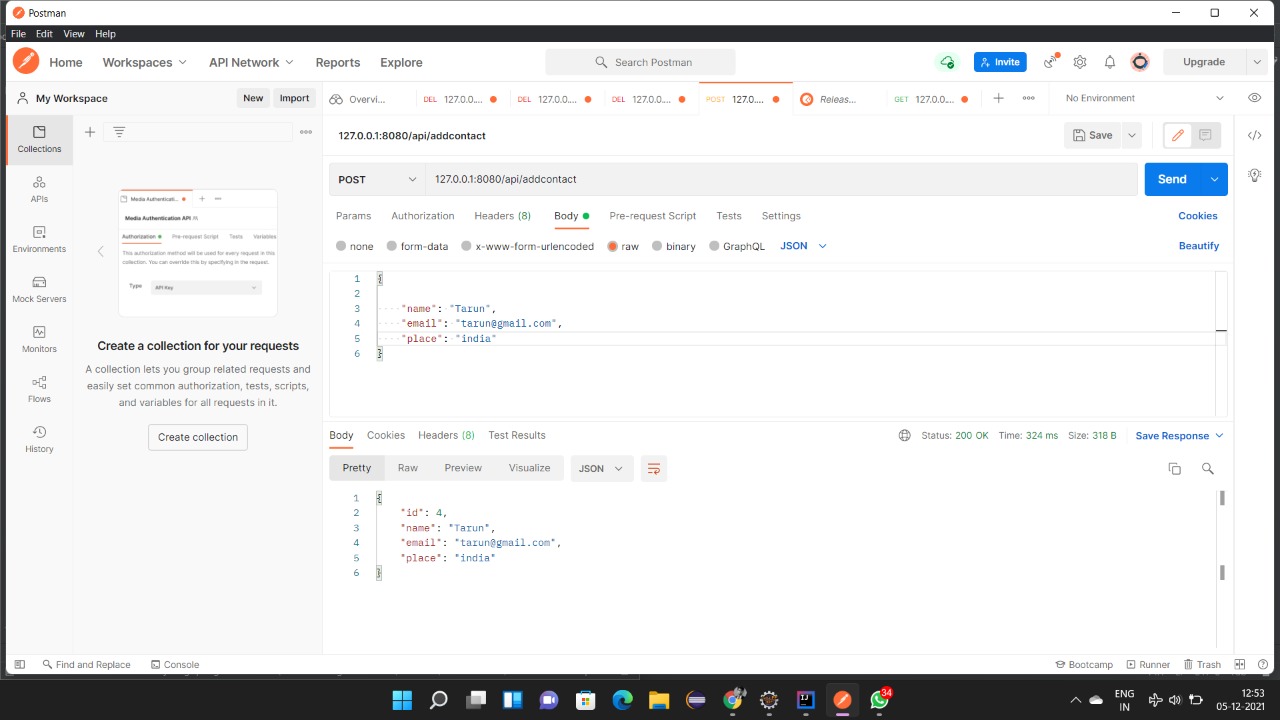 Postman
File Edit View Help
Home Workspaces API Network Reports Explore
Search Postman
Invite
Upgrade
My Workspace
New Import
Overvi...
DEL 127.0....
DEL 127.0....
DEL 127.0....
POST 127.0....
Releas...
GET 127.0....
No Environment
127.0.0.1:8080/api/addcontact
Save
POST 127.0.0.1:8080/api/addcontact
Send
Params Authorization Headers (8) Body Pre-request Script Tests Settings
Cookies
none form-data x-www-form-urlencoded raw binary GraphQL JSON
Beautify
1 {
2
3 "name": "Tarun",
4 "email": "tarun@gmail.com",
5 "place": "india"
6 }
Collections
APIs
Environments
Mock Servers
Monitors
Flows
History
Media Authenticati...
Media Authentication API
Authorization Pre-request Script Tests Variables
This authorization method will be used for every request in this
collection. You can override this by specifying in the request.
Type API Key
Create a collection for your requests
A collection lets you group related requests and
easily set common authorization, tests, scripts,
and variables for all requests in it.
Create collection
Body Cookies Headers (8) Test Results
Status: 200 OK Time: 324 ms Size: 318 B
Save Response
Pretty Raw Preview Visualize JSON
1 {
2 "id": 4,
3 "name": "Tarun",
4 "email": "tarun@gmail.com",
5 "place": "india"
6 }
Find and Replace Console
Bootcamp Runner Trash
34
ENG
IN
12:53
05-12-2021